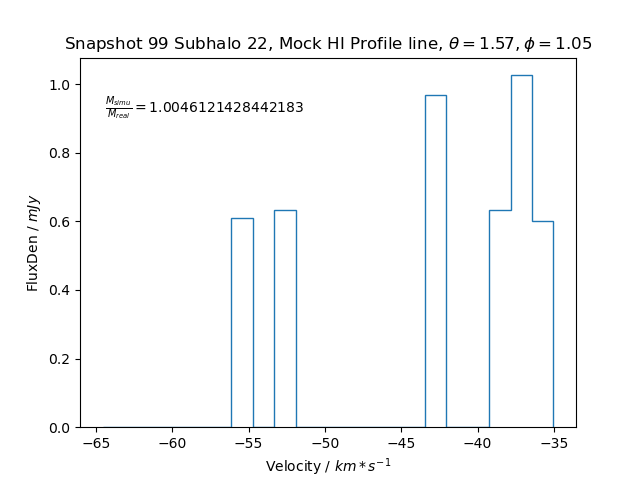 Snapshot 99 Subhalo 22, Mock HI Profile line, θ = 1.57, ϕ = 1.05
M_simu/M_real = 1.0046121428442183
FluxDen / mJy
1.0
0.8
0.6
0.4
0.2
0.0
−65 −60 −55 −50 −45 −40 −35
Velocity / km * s⁻¹